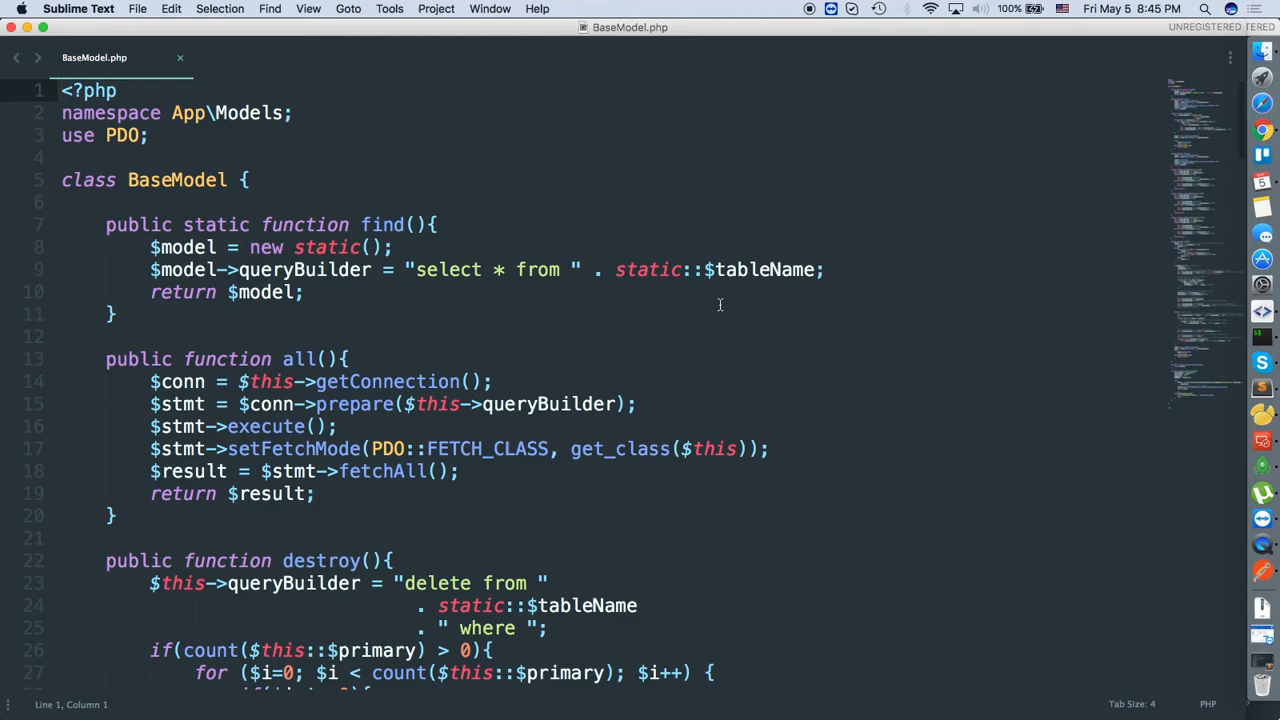 Sublime Text File Edit Selection Find View Goto Tools Project Window Help 100% Fri May 5 8:45 PM
BaseModel.php UNREGISTERED TERED
BaseModel.php ×
1 <?php
2 namespace App\Models;
3 use PDO;
4
5 class BaseModel {
6
7 public static function find(){
8 $model = new static();
9 $model->queryBuilder = "select * from " . static::$tableName;
10 return $model;
11 }
12
13 public function all(){
14 $conn = $this->getConnection();
15 $stmt = $conn->prepare($this->queryBuilder);
16 $stmt->execute();
17 $stmt->setFetchMode(PDO::FETCH_CLASS, get_class($this));
18 $result = $stmt->fetchAll();
19 return $result;
20 }
21
22 public function destroy(){
23 $this->queryBuilder = "delete from "
24 . static::$tableName
25 . " where ";
26 if(count($this::$primary) > 0){
27 for ($i=0; $i < count($this::$primary); $i++) {
Line 1, Column 1 Tab Size: 4 PHP